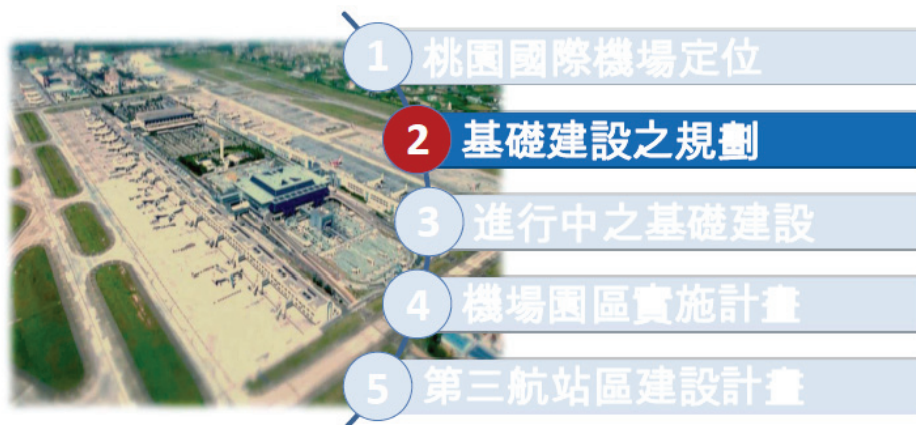 1 桃園國際機場定位
2 基礎建設之規劃
3 進行中之基礎建設
4 機場園區實施計畫
5 第三航站區建設計畫